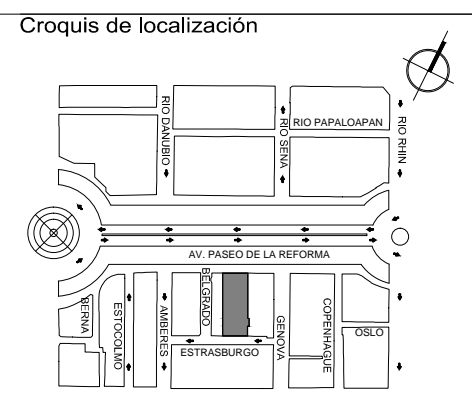 Croquis de localización
RIO DANUBIO
RIO SENA
RIO PAPALOAPAN
RIO RHIN
AV. PASEO DE LA REFORMA
BERNA
ESTOCOLMO
AMBERES
BELGRADO
ESTRASBURGO
GENOVA
COPENHAGUE
OSLO